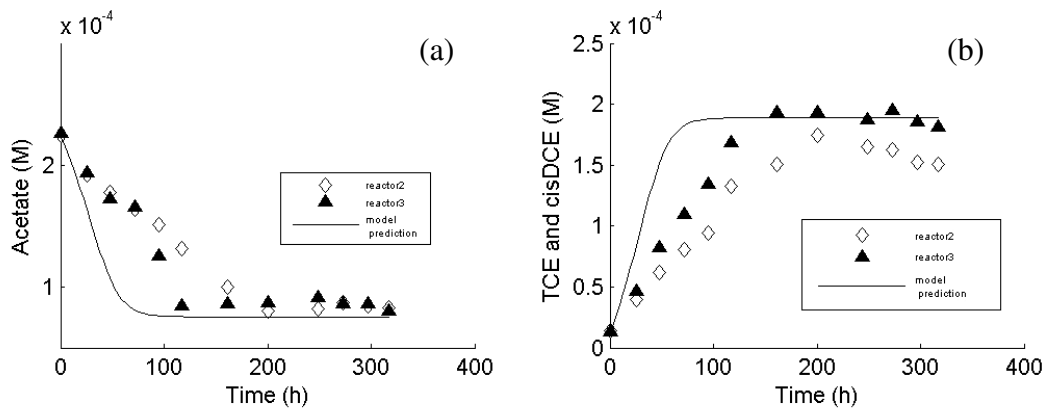 x 10⁻⁴
(a)
Acetate (M)
2
1
0
100
200
300
400
Time (h)
reactor2
reactor3
model
prediction
x 10⁻⁴
(b)
TCE and cisDCE (M)
2.5
2
1.5
1
0.5
0
0
100
200
300
400
Time (h)
reactor2
reactor3
model
prediction